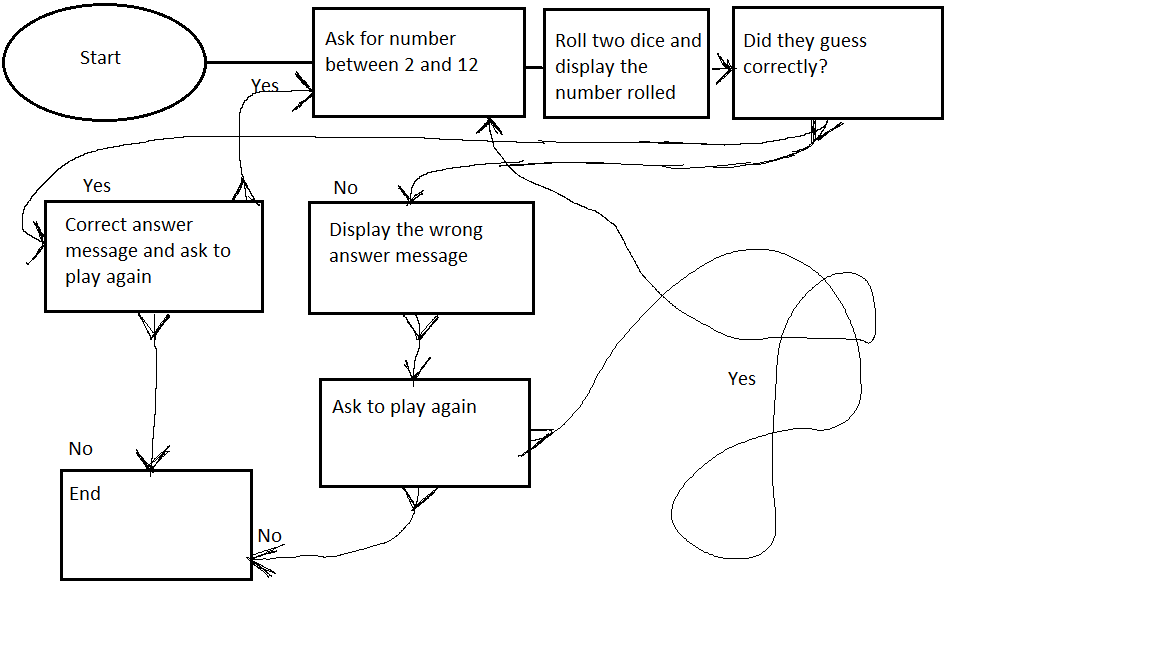 Start
Ask for number
between 2 and 12
Roll two dice and
display the
number rolled
Did they guess
correctly?
Yes
Yes
No
Correct answer
message and ask to
play again
Display the wrong
answer message
Yes
Ask to play again
No
End
No